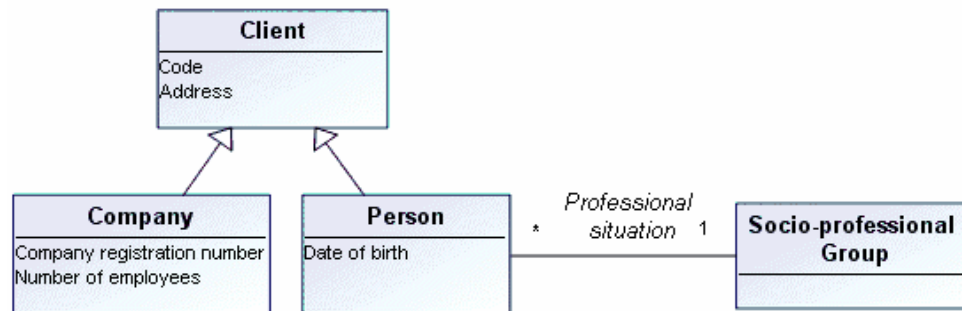 Client
Code
Address
Company
Company registration number
Number of employees
Person
Date of birth
Professional
situation
*
1
Socio-professional
Group